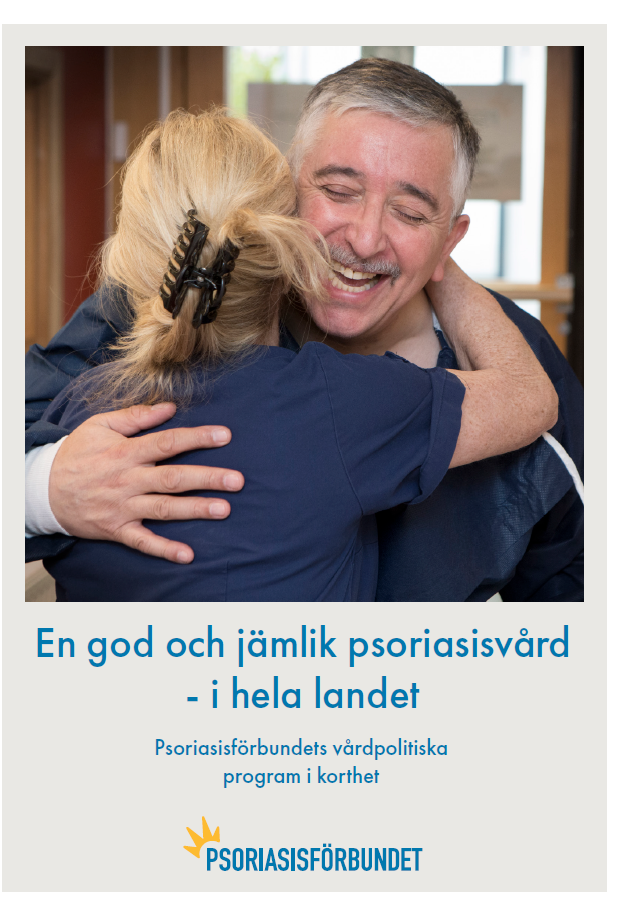 En god och jämlik psoriasisvård
- i hela landet
Psoriasisförbundets vårdpolitiska
program i korthet
PSORIASISFÖRBUNDET